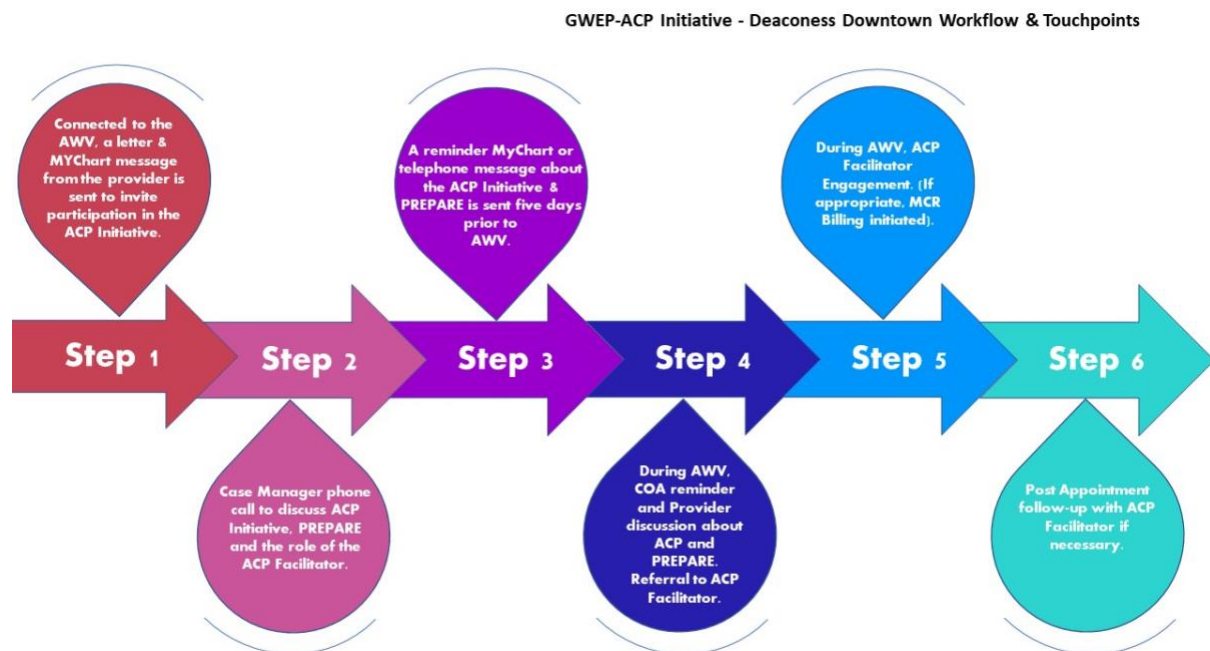 GWEP-ACP Initiative - Deaconess Downtown Workflow & Touchpoints
Connected to the
AWV, a letter &
MYChart message
from the provider is
sent to invite
participation in the
ACP Initiative.
A reminder MyChart or
telephone message about
the ACP Initiative &
PREPARE is sent five days
prior to
AWV.
During AWV, ACP
Facilitator
Engagement. (If
appropriate, MCR
Billing initiated).
Step 1
Step 2
Step 3
Step 4
Step 5
Step 6
Case Manager phone
call to discuss ACP
Initiative, PREPARE
and the role of the
ACP Facilitator.
During AWV,
COA reminder
and Provider
discussion about
ACP and
PREPARE.
Referral to ACP
Facilitator.
Post Appointment
follow-up with ACP
Facilitator if
necessary.